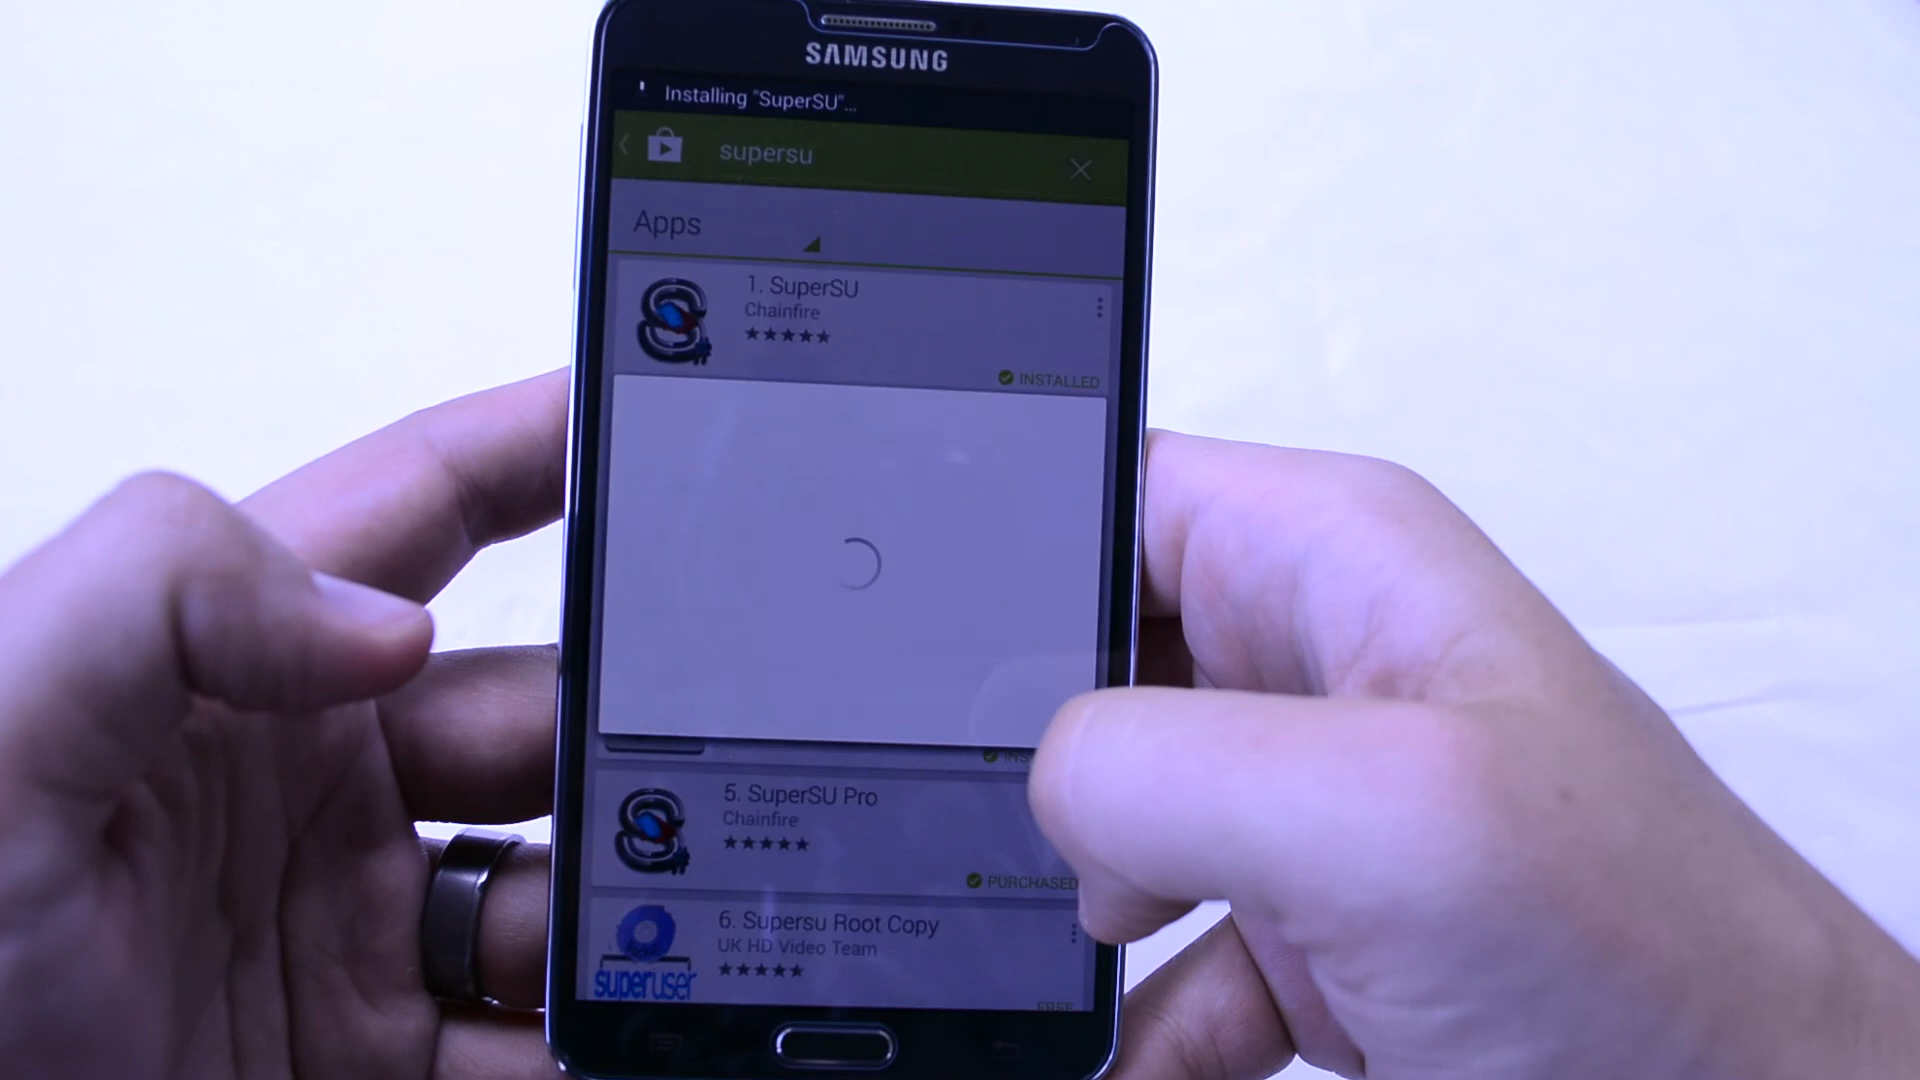 SAMSUNG
Installing "SuperSU"...
supersu
Apps
1. SuperSU
Chainfire
INSTALLED
5. SuperSU Pro
Chainfire
PURCHASED
6. Supersu Root Copy
UK HD Video Team
superuser
FREE